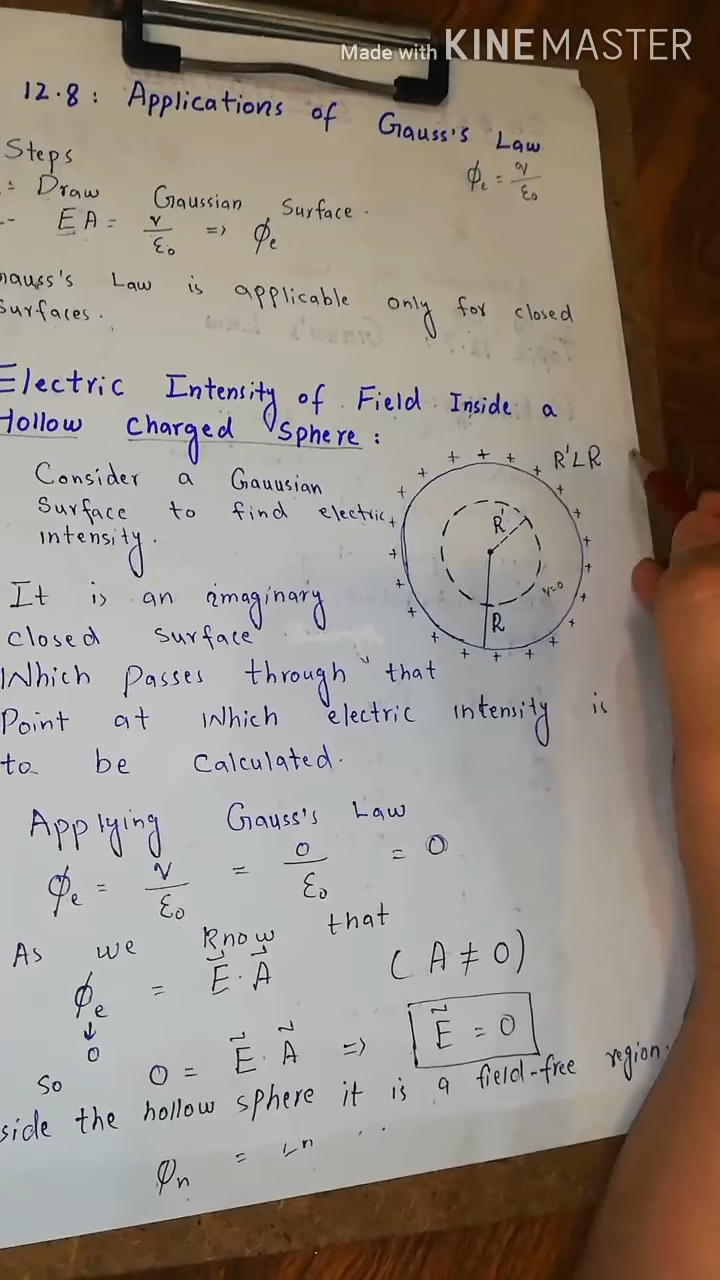 Made with KINEMASTER
12.8: Applications of Gauss's Law
Steps
ϕe = q/ε0
Draw Gaussian Surface.
EA = q/ε0 => ϕe
auss's Law is applicable only for closed
surfaces.
Electric Intensity of Field Inside a
Hollow Charged Sphere:
R'<R
Consider a Gauusian
Surface to find electric
intensity.
R'
q=0
R
It is an imaginary
closed surface
Which passes through that
Point at which electric intensity is
to be calculated.
Applying Gauss's Law
ϕe = q/ε0 = 0/ε0 = 0
As we know that
ϕe = E⃗ · A⃗ (A ≠ 0)
↓
0
So 0 = E⃗ · A⃗ => E⃗ = 0
side the hollow sphere it is a field-free region.
ϕn =